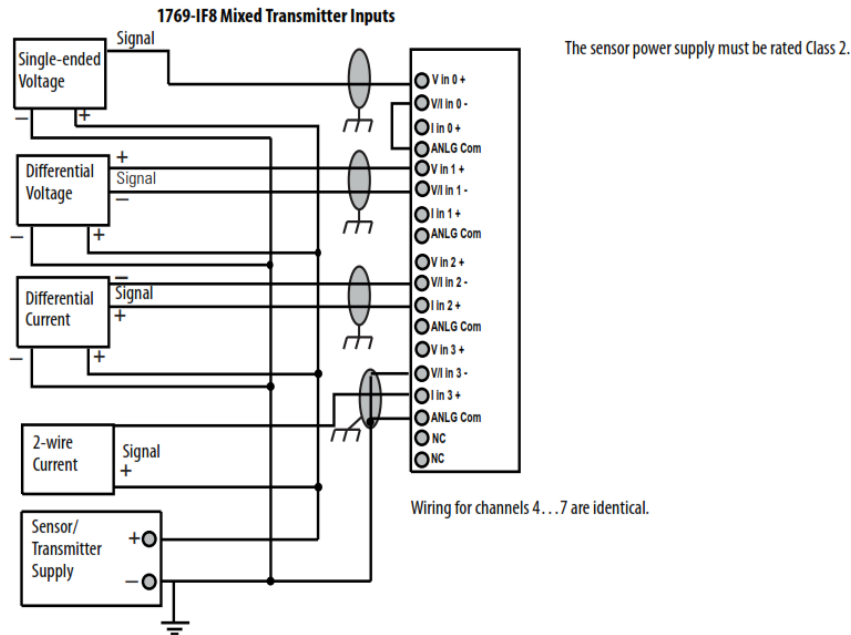 1769-IF8 Mixed Transmitter Inputs
The sensor power supply must be rated Class 2.
Single-ended
Voltage
Signal
−
+
Differential
Voltage
+
Signal
−
−
+
Differential
Current
−
Signal
+
−
+
2-wire
Current
Signal
+
Sensor/
Transmitter
Supply
+
−
V in 0 +
V/I in 0 -
I in 0 +
ANLG Com
V in 1 +
V/I in 1 -
I in 1 +
ANLG Com
V in 2 +
V/I in 2 -
I in 2 +
ANLG Com
V in 3 +
V/I in 3 -
I in 3 +
ANLG Com
NC
NC
Wiring for channels 4…7 are identical.